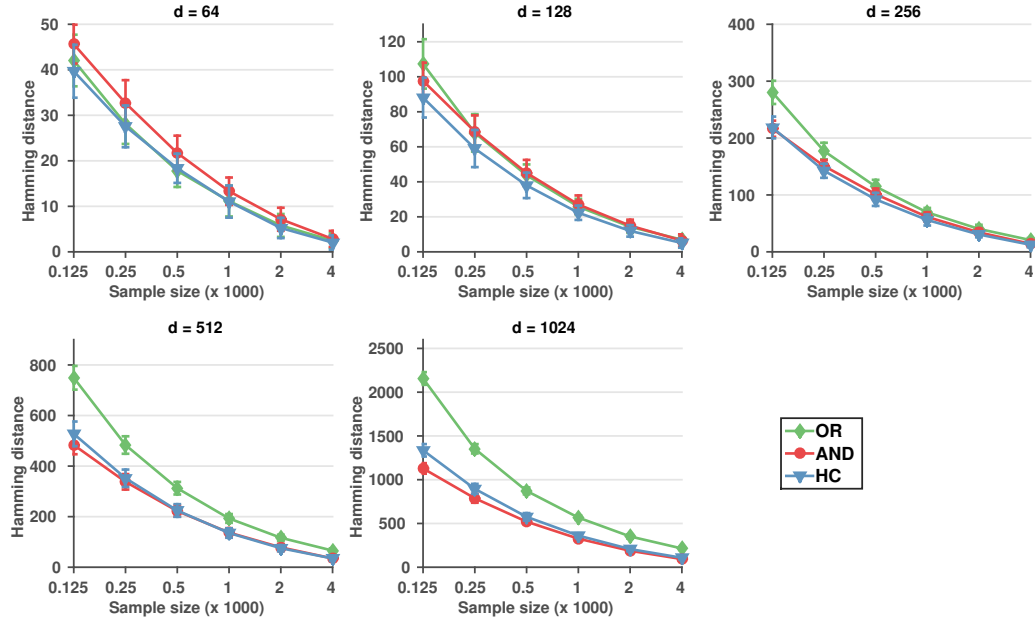 d = 64
50
40
30
20
10
0
Hamming distance
0.125 0.25 0.5 1 2 4
Sample size (x 1000)
d = 128
120
100
80
60
40
20
0
Hamming distance
0.125 0.25 0.5 1 2 4
Sample size (x 1000)
d = 256
400
300
200
100
0
Hamming distance
0.125 0.25 0.5 1 2 4
Sample size (x 1000)
d = 512
800
600
400
200
0
Hamming distance
0.125 0.25 0.5 1 2 4
Sample size (x 1000)
d = 1024
2500
2000
1500
1000
500
0
Hamming distance
0.125 0.25 0.5 1 2 4
Sample size (x 1000)
OR
AND
HC